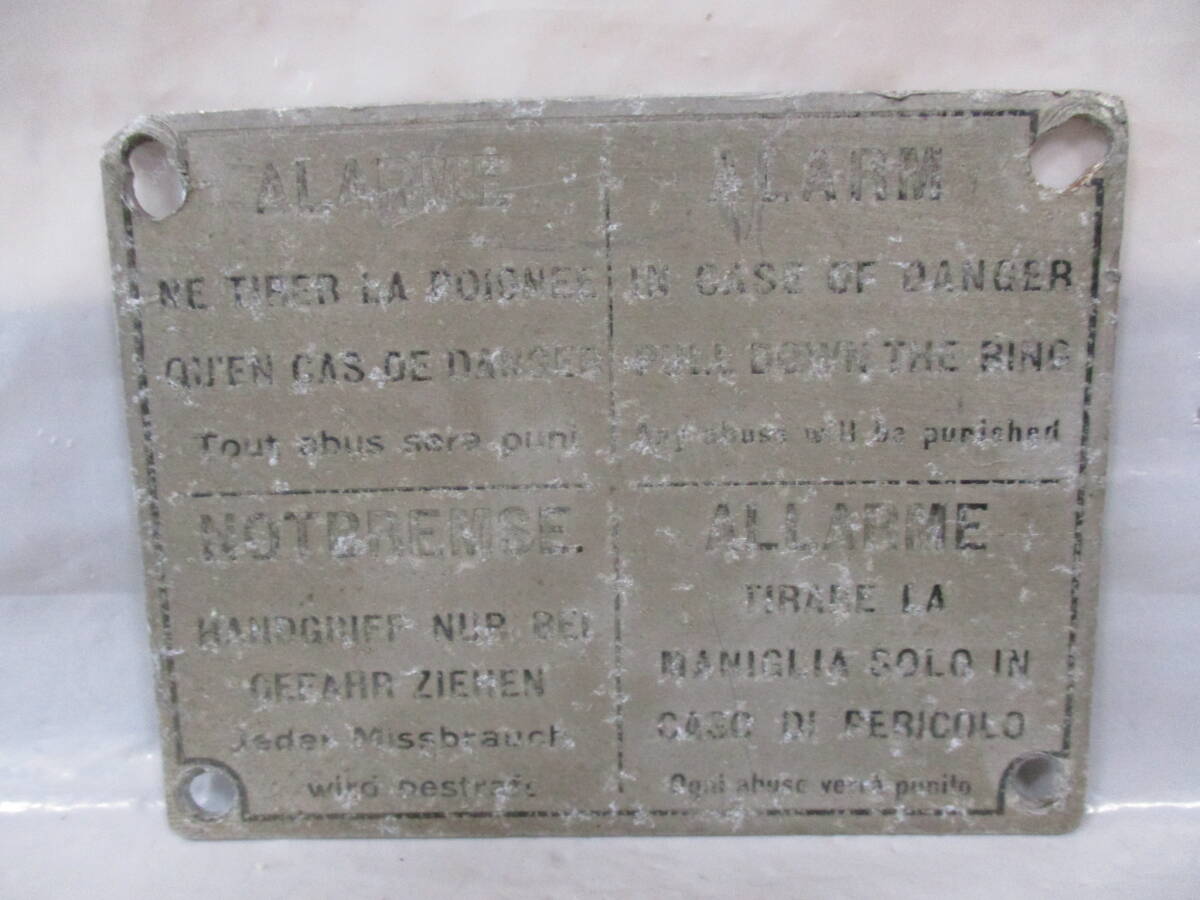 ALARME
NE TIRER LA POIGNEE
QU'EN CAS DE DANGER
Tout abus sera puni
ALARM
IN CASE OF DANGER
PULL DOWN THE RING
Any abuse will be punished
NOTBREMSE.
HANDGRIFF NUR BEI
GEFAHR ZIEHEN
Jeder Missbrauch
wird bestraft
ALLARME
TIRARE LA
MANIGLIA SOLO IN
CASO DI PERICOLO
Ogni abuso verrà punito